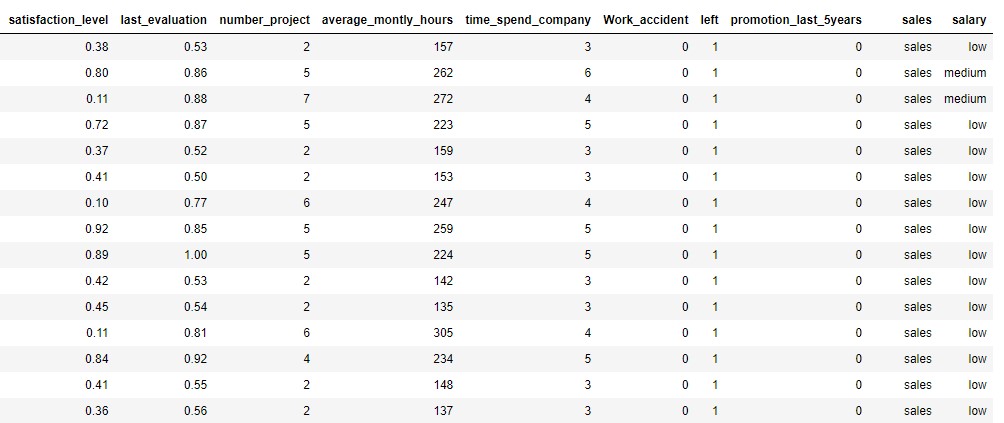 satisfaction_level last_evaluation number_project average_montly_hours time_spend_company Work_accident left promotion_last_5years sales salary
0.38 0.53 2 157 3 0 1 0 sales low
0.80 0.86 5 262 6 0 1 0 sales medium
0.11 0.88 7 272 4 0 1 0 sales medium
0.72 0.87 5 223 5 0 1 0 sales low
0.37 0.52 2 159 3 0 1 0 sales low
0.41 0.50 2 153 3 0 1 0 sales low
0.10 0.77 6 247 4 0 1 0 sales low
0.92 0.85 5 259 5 0 1 0 sales low
0.89 1.00 5 224 5 0 1 0 sales low
0.42 0.53 2 142 3 0 1 0 sales low
0.45 0.54 2 135 3 0 1 0 sales low
0.11 0.81 6 305 4 0 1 0 sales low
0.84 0.92 4 234 5 0 1 0 sales low
0.41 0.55 2 148 3 0 1 0 sales low
0.36 0.56 2 137 3 0 1 0 sales low